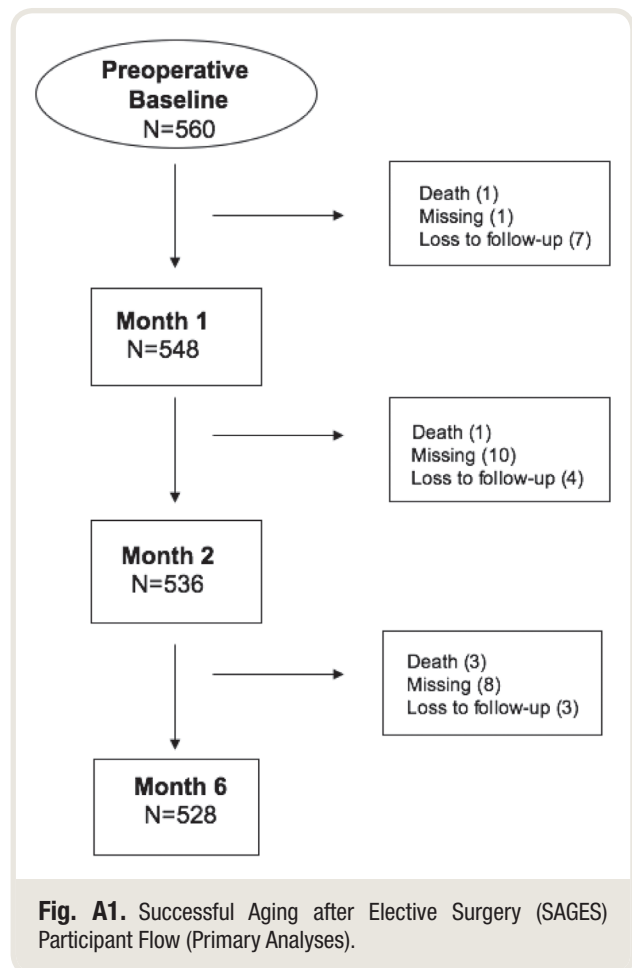 Preoperative
Baseline
N=560
Death (1)
Missing (1)
Loss to follow-up (7)
Month 1
N=548
Death (1)
Missing (10)
Loss to follow-up (4)
Month 2
N=536
Death (3)
Missing (8)
Loss to follow-up (3)
Month 6
N=528
Fig. A1. Successful Aging after Elective Surgery (SAGES)
Participant Flow (Primary Analyses).